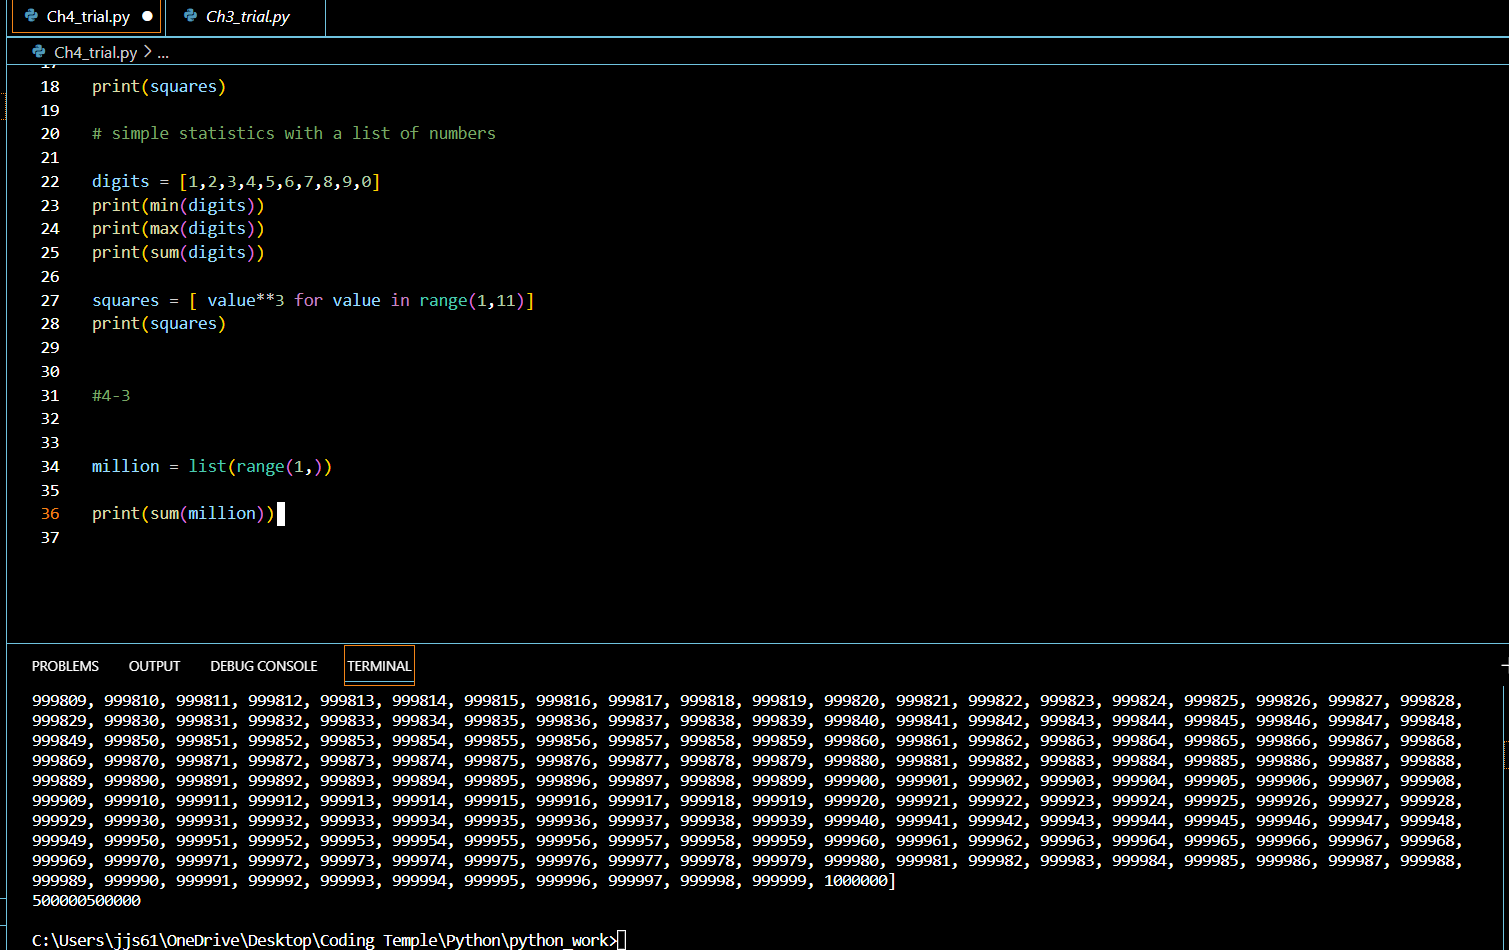 Ch4_trial.py Ch3_trial.py
Ch4_trial.py > ...
17
18 print(squares)
19
20 # simple statistics with a list of numbers
21
22 digits = [1,2,3,4,5,6,7,8,9,0]
23 print(min(digits))
24 print(max(digits))
25 print(sum(digits))
26
27 squares = [ value**3 for value in range(1,11)]
28 print(squares)
29
30
31 #4-3
32
33
34 million = list(range(1,))
35
36 print(sum(million))
37
PROBLEMS OUTPUT DEBUG CONSOLE TERMINAL
999809, 999810, 999811, 999812, 999813, 999814, 999815, 999816, 999817, 999818, 999819, 999820, 999821, 999822, 999823, 999824, 999825, 999826, 999827, 999828,
999829, 999830, 999831, 999832, 999833, 999834, 999835, 999836, 999837, 999838, 999839, 999840, 999841, 999842, 999843, 999844, 999845, 999846, 999847, 999848,
999849, 999850, 999851, 999852, 999853, 999854, 999855, 999856, 999857, 999858, 999859, 999860, 999861, 999862, 999863, 999864, 999865, 999866, 999867, 999868,
999869, 999870, 999871, 999872, 999873, 999874, 999875, 999876, 999877, 999878, 999879, 999880, 999881, 999882, 999883, 999884, 999885, 999886, 999887, 999888,
999889, 999890, 999891, 999892, 999893, 999894, 999895, 999896, 999897, 999898, 999899, 999900, 999901, 999902, 999903, 999904, 999905, 999906, 999907, 999908,
999909, 999910, 999911, 999912, 999913, 999914, 999915, 999916, 999917, 999918, 999919, 999920, 999921, 999922, 999923, 999924, 999925, 999926, 999927, 999928,
999929, 999930, 999931, 999932, 999933, 999934, 999935, 999936, 999937, 999938, 999939, 999940, 999941, 999942, 999943, 999944, 999945, 999946, 999947, 999948,
999949, 999950, 999951, 999952, 999953, 999954, 999955, 999956, 999957, 999958, 999959, 999960, 999961, 999962, 999963, 999964, 999965, 999966, 999967, 999968,
999969, 999970, 999971, 999972, 999973, 999974, 999975, 999976, 999977, 999978, 999979, 999980, 999981, 999982, 999983, 999984, 999985, 999986, 999987, 999988,
999989, 999990, 999991, 999992, 999993, 999994, 999995, 999996, 999997, 999998, 999999, 1000000]
500000500000
C:\Users\jjs61\OneDrive\Desktop\Coding Temple\Python\python_work>